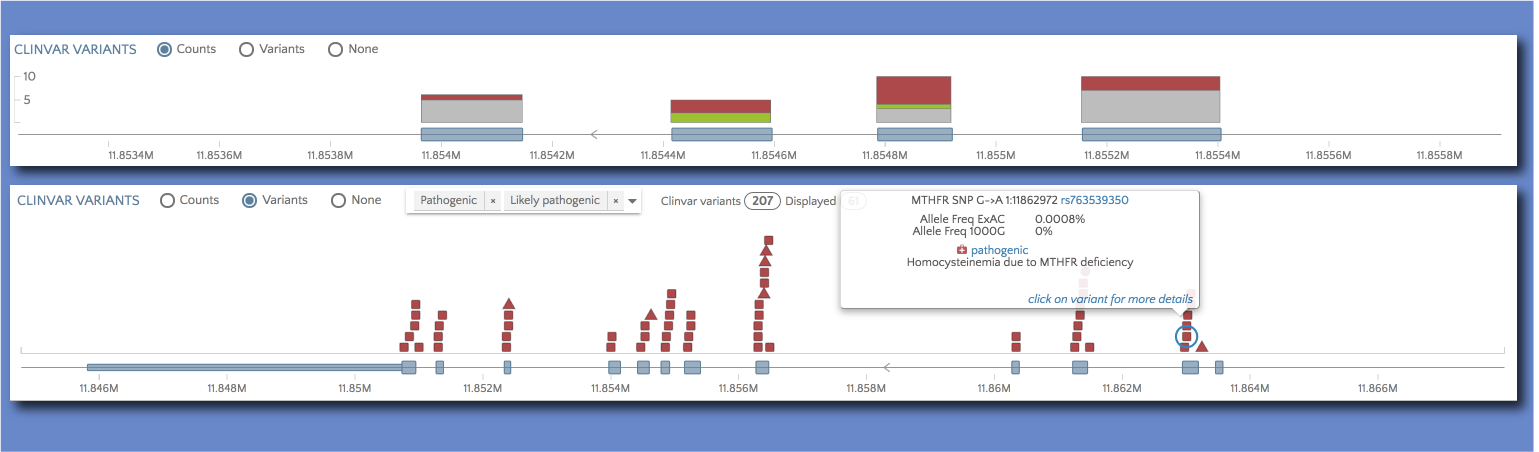 CLINVAR VARIANTS Counts Variants None
10
5
11.8534M 11.8536M 11.8538M 11.854M 11.8542M 11.8544M 11.8546M 11.8548M 11.855M 11.8552M 11.8554M 11.8556M 11.8558M
CLINVAR VARIANTS Counts Variants None Pathogenic × Likely pathogenic × Clinvar variants 207 Displayed 61
MTHFR SNP G->A 1:11862972 rs763539350
Allele Freq ExAC 0.0008%
Allele Freq 1000G 0%
pathogenic
Homocysteinemia due to MTHFR deficiency
click on variant for more details
11.846M 11.848M 11.85M 11.852M 11.854M 11.856M 11.858M 11.86M 11.862M 11.864M 11.866M